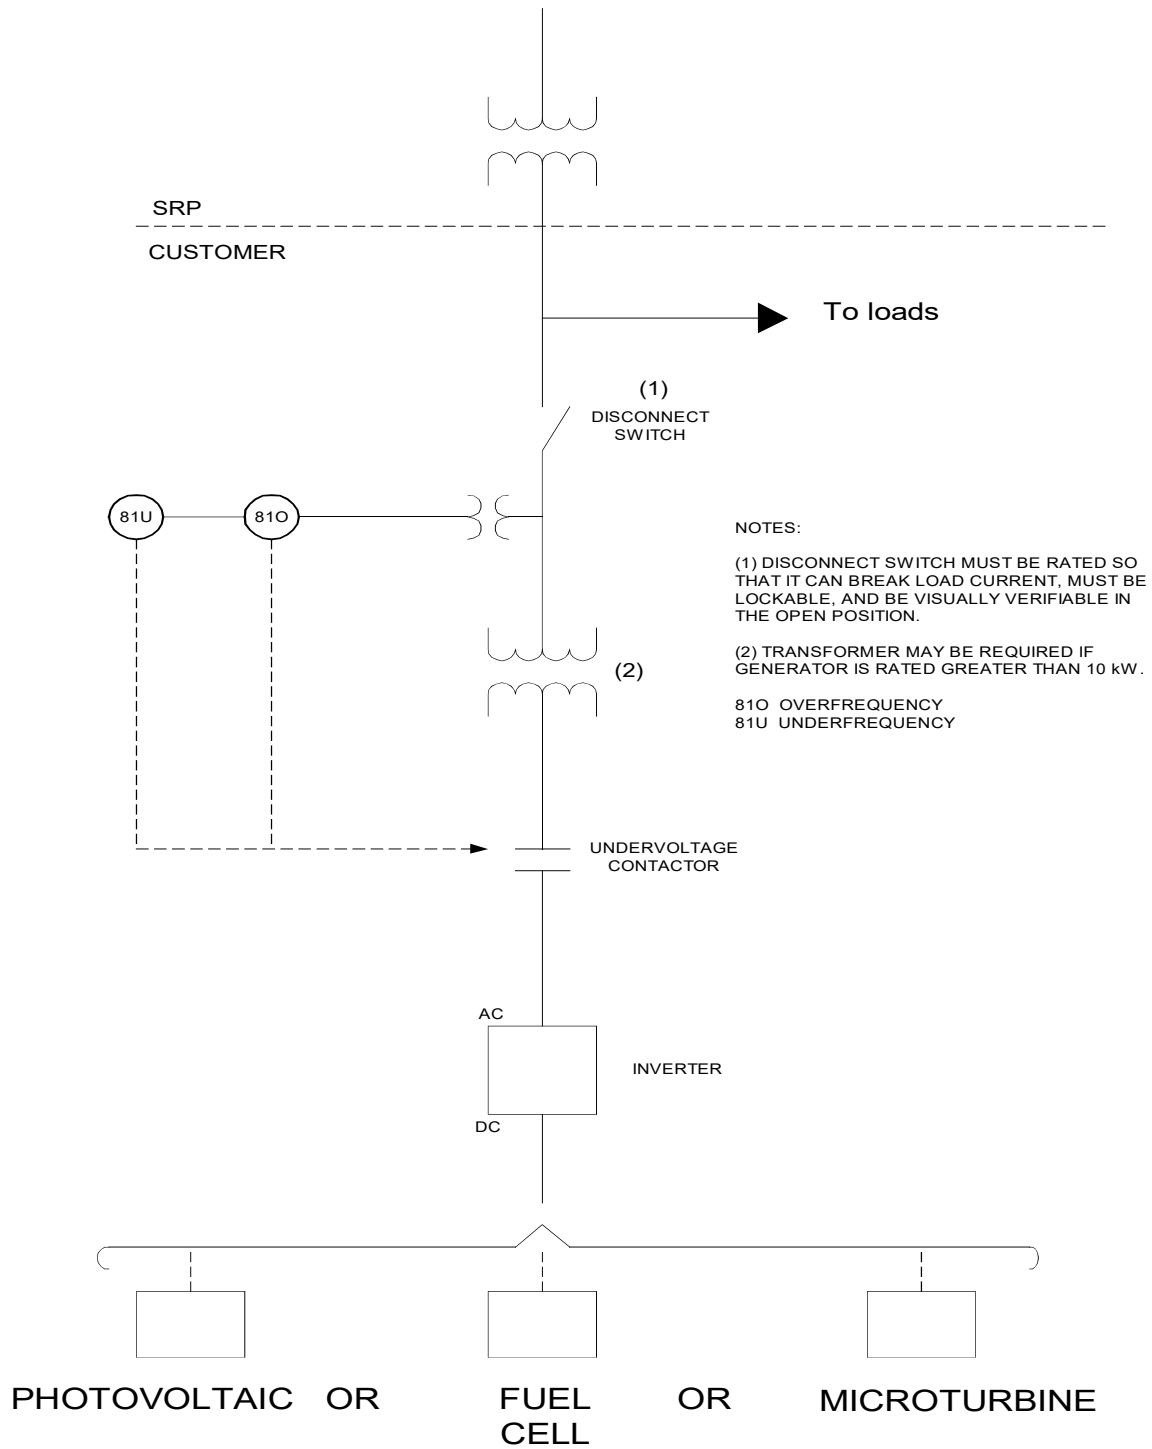 SRP
CUSTOMER
To loads
(1)
DISCONNECT
SWITCH
81U
81O
NOTES:
(1) DISCONNECT SWITCH MUST BE RATED SO
THAT IT CAN BREAK LOAD CURRENT, MUST BE
LOCKABLE, AND BE VISUALLY VERIFIABLE IN
THE OPEN POSITION.
(2) TRANSFORMER MAY BE REQUIRED IF
GENERATOR IS RATED GREATER THAN 10 kW.
81O OVERFREQUENCY
81U UNDERFREQUENCY
(2)
UNDERVOLTAGE
CONTACTOR
AC
INVERTER
DC
PHOTOVOLTAIC OR FUEL OR MICROTURBINE
CELL